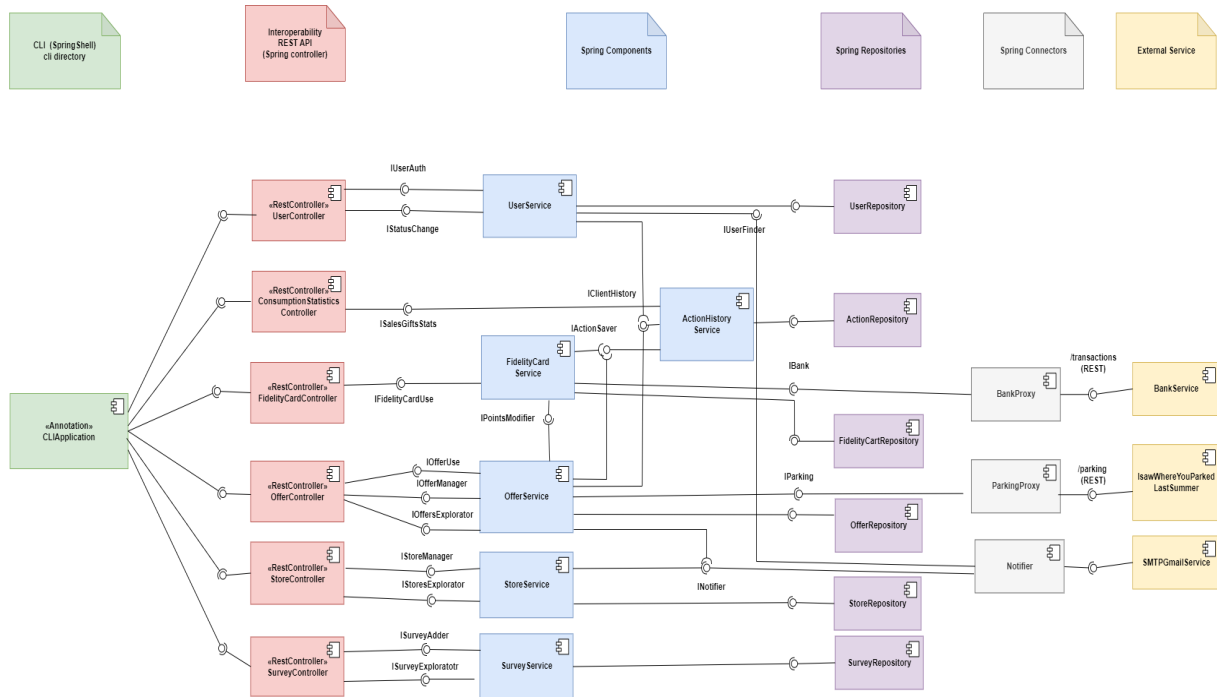 CLI (SpringShell)
cli directory
Interoperability
REST API
(Spring controller)
Spring Components
Spring Repositories
Spring Connectors
External Service
IUserAuth
«RestController»
UserController
UserService
UserRepository
IStatusChange
IUserFinder
«RestController»
ConsumptionStatistics
Controller
IClientHistory
ISalesGiftsStats
ActionHistory
Service
ActionRepository
IActionSaver
FidelityCard
Service
IBank
/transactions
(REST)
«RestController»
FidelityCardController
IFidelityCardUse
BankProxy
BankService
«Annotation»
CLIApplication
IPointsModifier
FidelityCartRepository
IOfferUse
«RestController»
OfferController
IOfferManager
IOffersExplorator
OfferService
IParking
ParkingProxy
/parking
(REST)
IsawWhereYouParked
LastSummer
OfferRepository
IStoreManager
«RestController»
StoreController
IStoresExplorator
StoreService
INotifier
Notifier
SMTPGmailService
StoreRepository
ISurveyAdder
«RestController»
SurveyController
ISurveyExploratotr
SurveyService
SurveyRepository